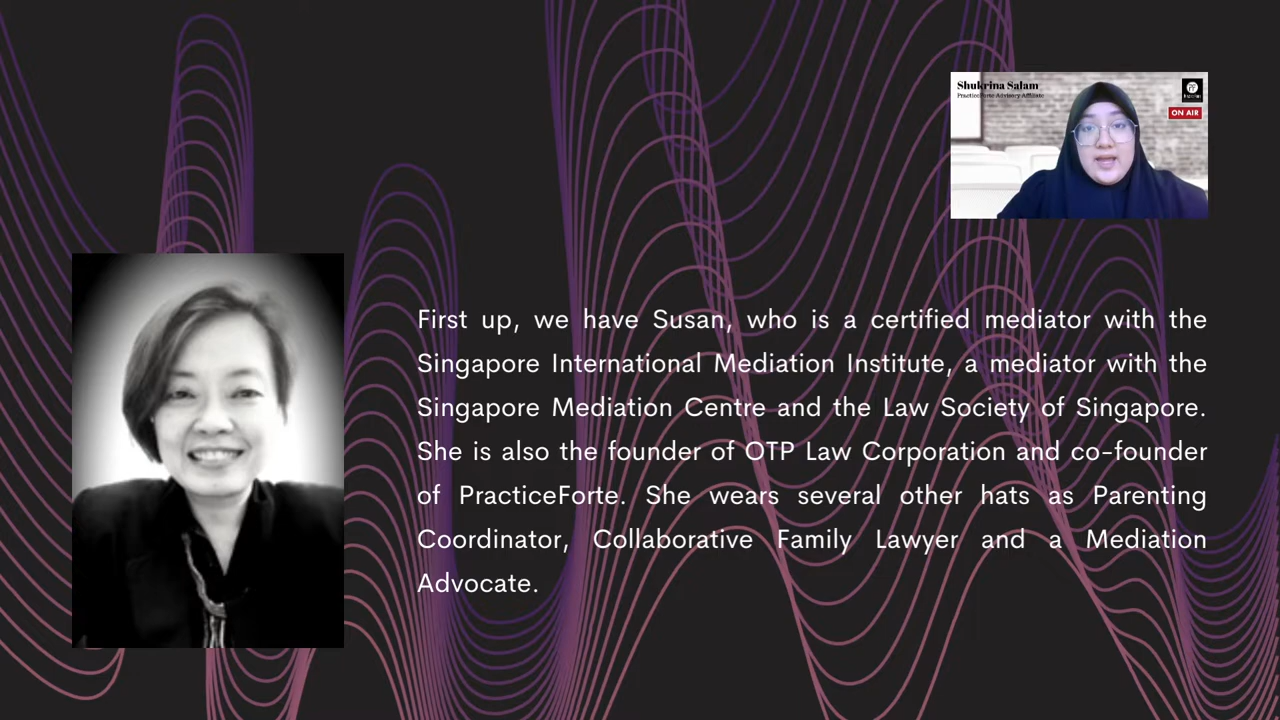 Shukrina Salam
PracticeForte Advisory Affiliate
ON AIR
First up, we have Susan, who is a certified mediator with the
Singapore International Mediation Institute, a mediator with the
Singapore Mediation Centre and the Law Society of Singapore.
She is also the founder of OTP Law Corporation and co-founder
of PracticeForte. She wears several other hats as Parenting
Coordinator, Collaborative Family Lawyer and a Mediation
Advocate.